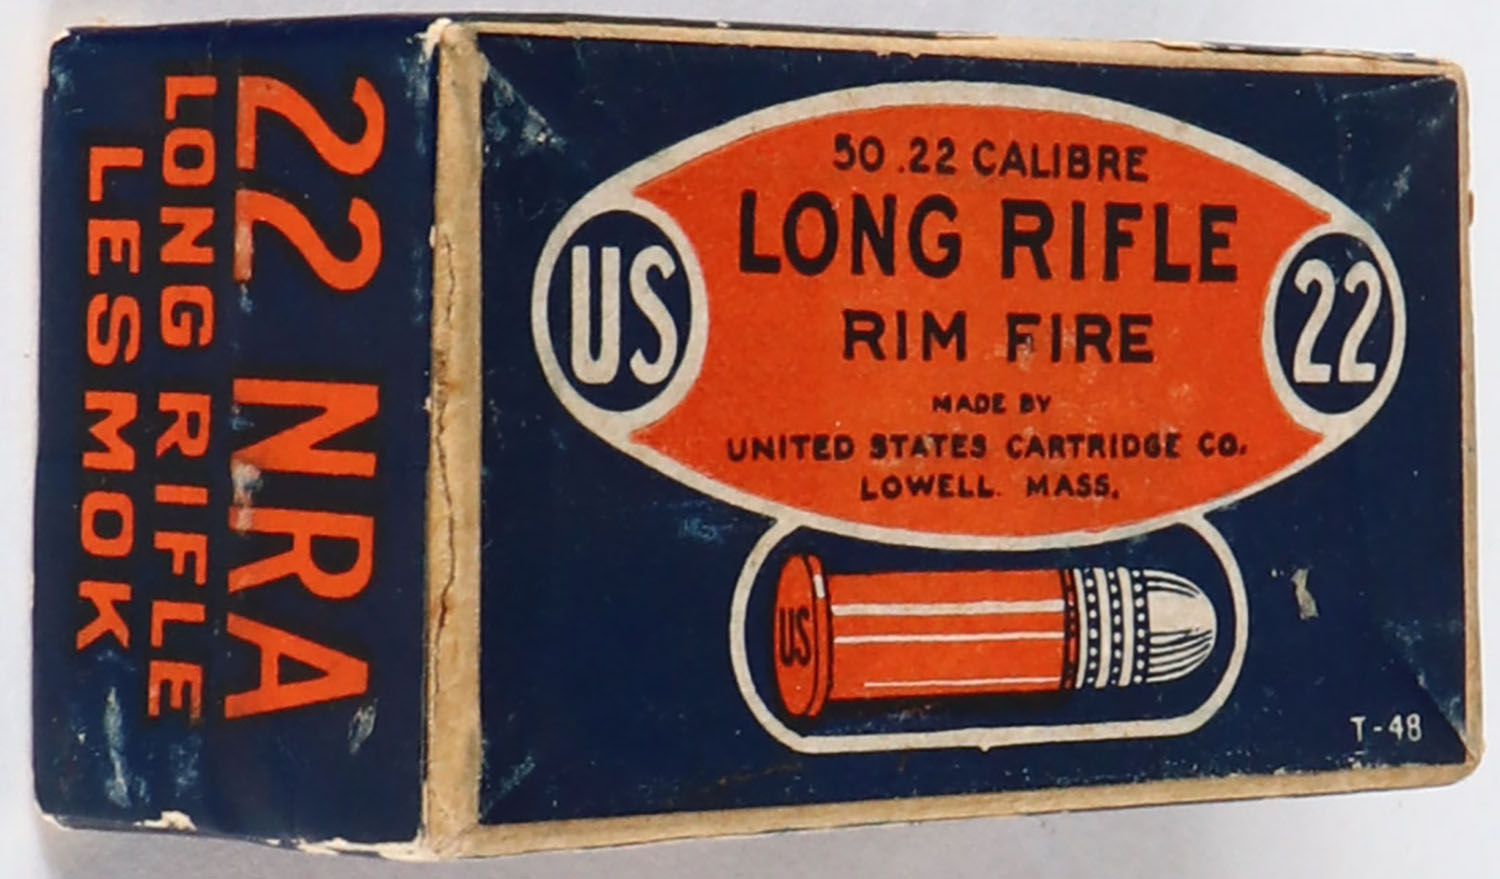 22 NRA
LONG RIFLE
LESMOK
50 .22 CALIBRE
LONG RIFLE
RIM FIRE
MADE BY
UNITED STATES CARTRIDGE CO.
LOWELL. MASS.
US
22
US
T-48